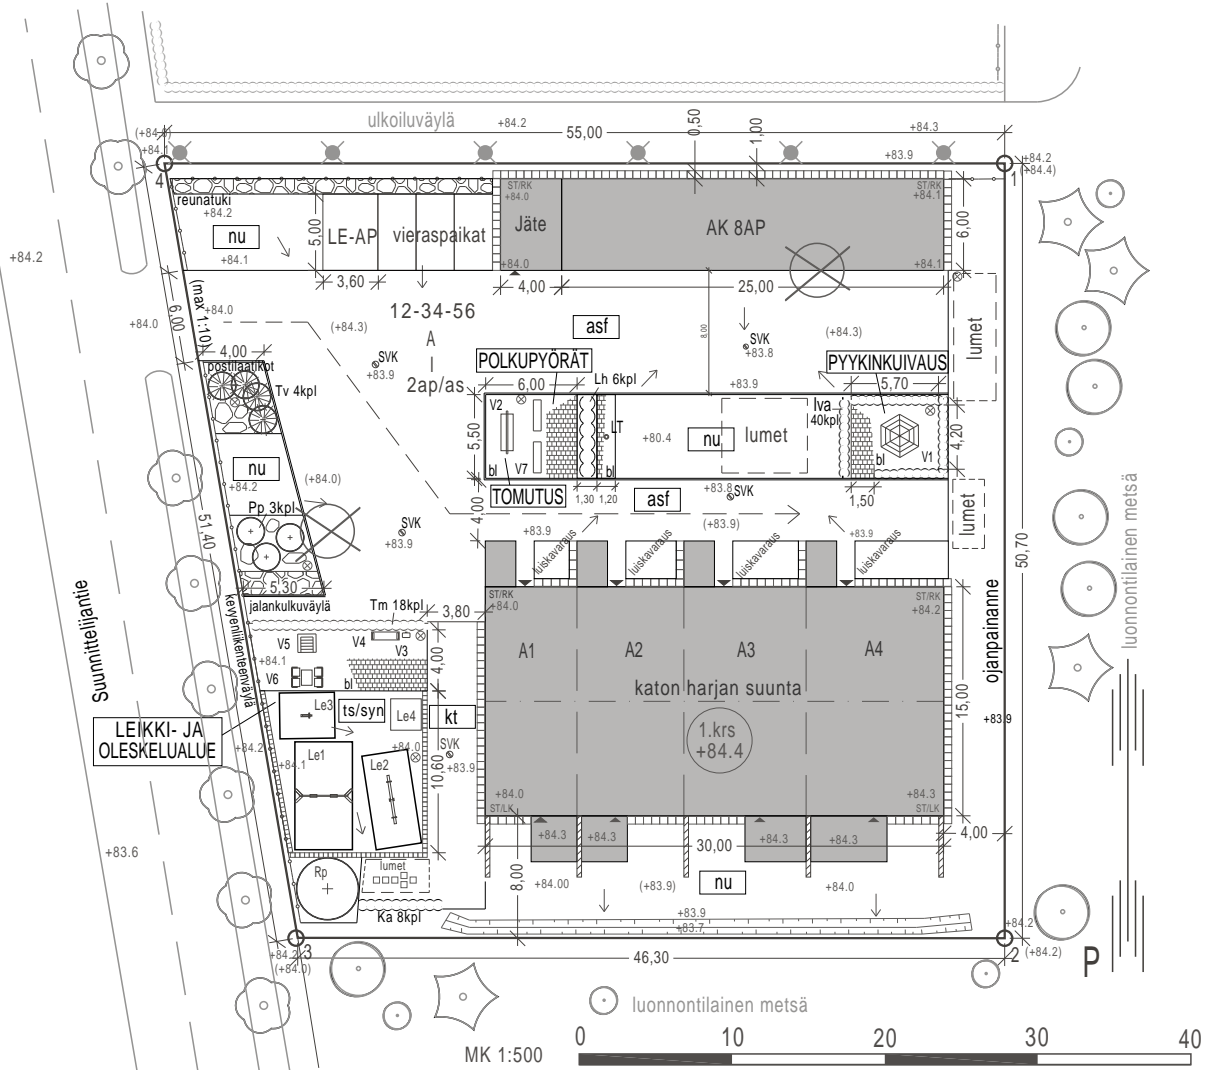 ulkoiluväylä
+84.2
55,00
0,50
1,00
+84.3
+83.9
+84.2
(+84.4)
+84.1
4
1
reunatuki
+84.2
nu
+84.1
5,00
LE-AP
vieraspaikat
3,60
ST/RK
+84.0
Jäte
+84.0
4,00
AK 8AP
25,00
ST/RK
+84.1
+84.1
6,00
+84.2
+84.0
6,00
(max 1:10)
+84.0
(+84.3)
12-34-56
A
I
2ap/as
SVK
+83.9
asf
8,00
SVK
+83.8
(+84.3)
lumet
4,00
postilaatikot
Tv 4kpl
POLKUPYÖRÄT
6,00
Lh 6kpl
+83.9
PYYKINKUIVAUS
5,70
5,50
V2
V7
bl
LT
bl
+80.4
nu
lumet
Iva
40kpl
bl
V1
4,20
nu
+84.2
(+84.0)
TOMUTUS
1,30
1,20
asf
+83.8
SVK
1,50
lumet
Pp 3kpl
SVK
+83.9
4,00
+83.9
(+83.9)
+83.9
51,40
5,30
jalankulkuväylä
luiskavaraus
luiskavaraus
luiskavaraus
luiskavaraus
50,70
luonnontilainen metsä
Suunnittelijantie
kevyenliikenteenväylä
Tm 18kpl
3,80
ST/RK
+84.0
ST/RK
+84.2
ojanpainanne
V5
V4
V3
+84.1
V6
bl
4,00
A1
A2
A3
A4
katon harjan suunta
1.krs
+84.4
15,00
+83.9
LEIKKI- JA
OLESKELUALUE
Le3
ts/syn
Le4
kt
+84.2
Le1
+84.1
Le2
+84.0
SVK
+83.9
10,60
+84.0
ST/LK
+84.3
ST/LK
4,00
+83.6
+84.3
+84.3
+84.3
+84.3
30,00
Rp
lumet
8,00
+84.00
(+83.9)
nu
+84.0
Ka 8kpl
+83.9
+83.7
+84.2
3
(+84.0)
46,30
+84.2
2
(+84.2)
P
luonnontilainen metsä
MK 1:500
0
10
20
30
40